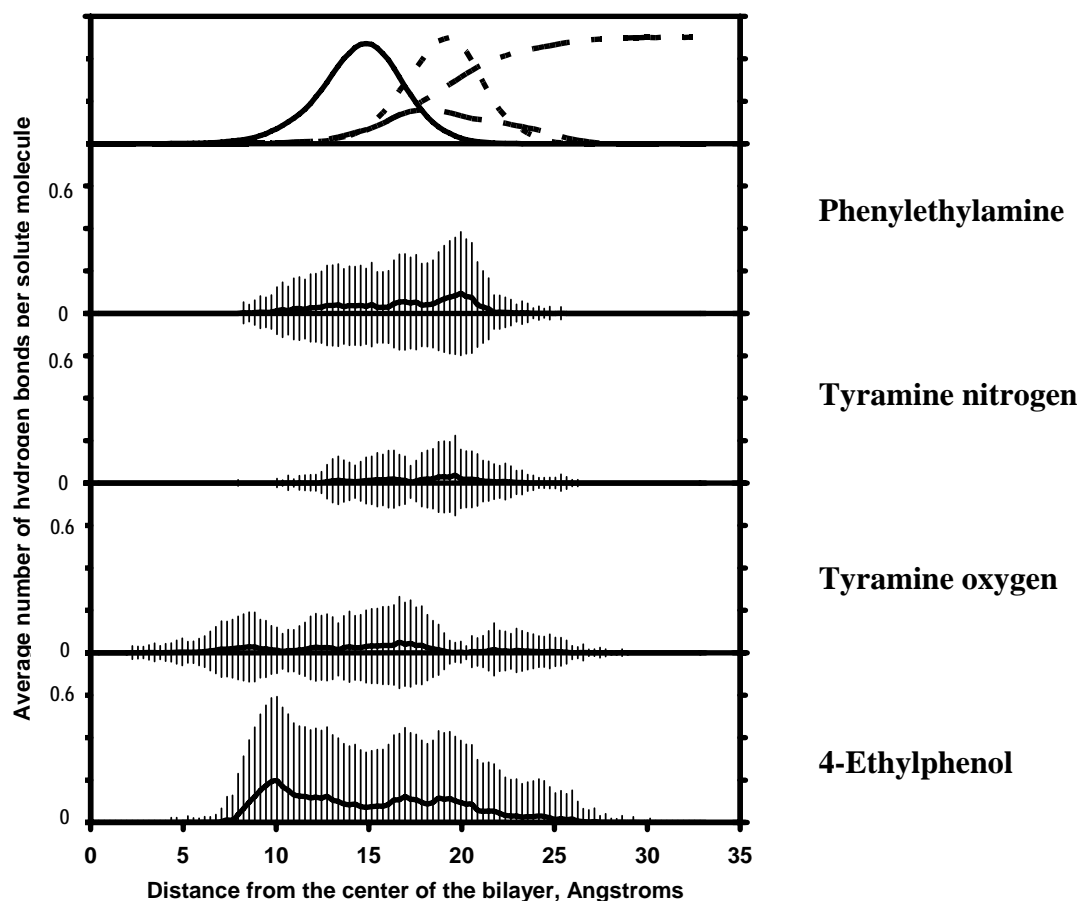 Average number of hydrogen bonds per solute molecule
0.6
0
0.6
0
0.6
0
0.6
0
Phenylethylamine
Tyramine nitrogen
Tyramine oxygen
4-Ethylphenol
0 5 10 15 20 25 30 35
Distance from the center of the bilayer, Angstroms